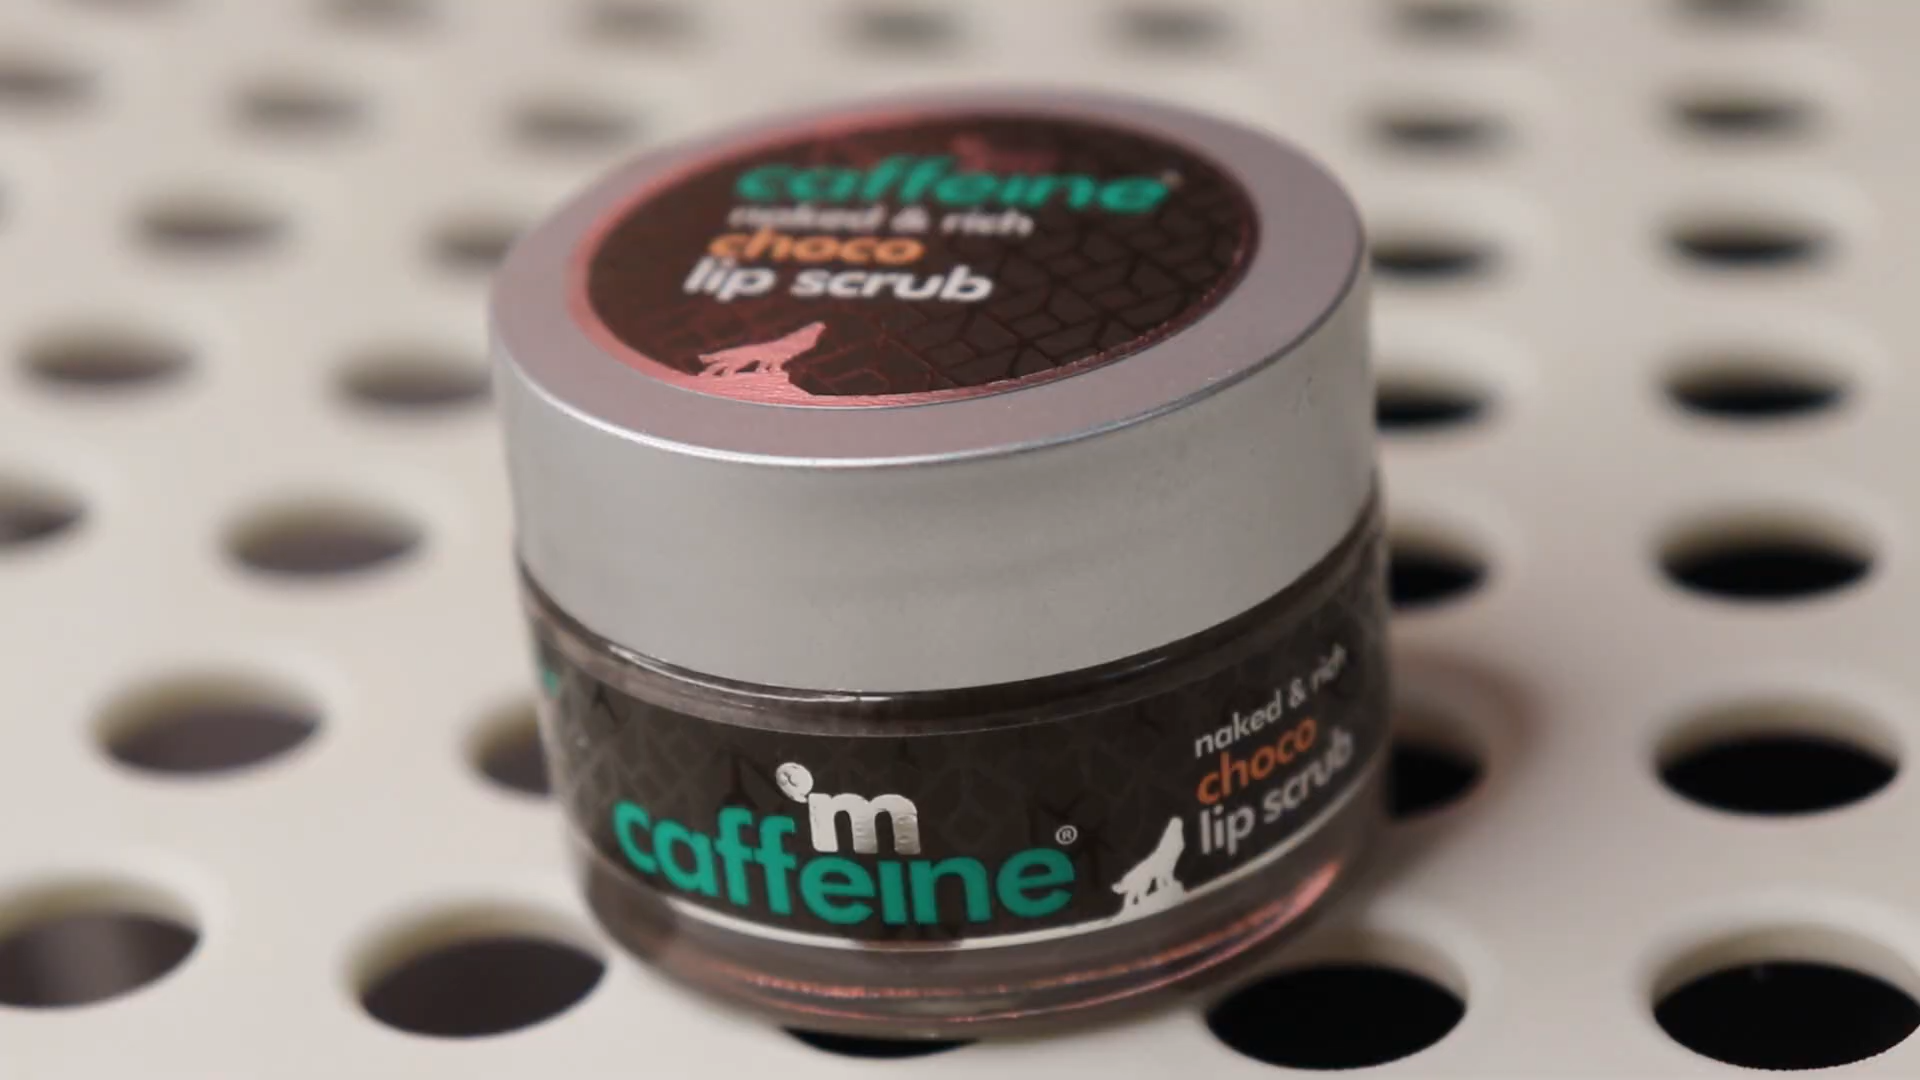 'm
caffeine®
naked & rich
choco
lip scrub
'm
caffeine®
naked & rich
choco
lip scrub